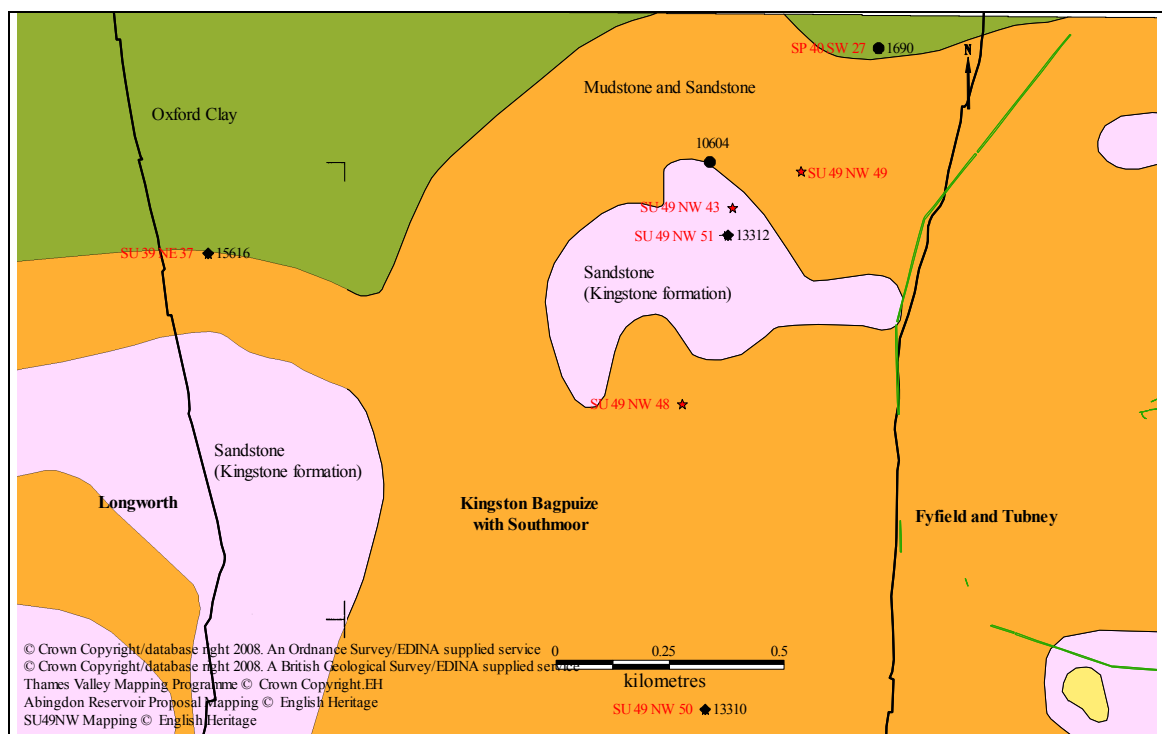 SP 40 SW 27
1690
N
Mudstone and Sandstone
Oxford Clay
10604
SU 49 NW 49
SU 49 NW 43
SU 49 NW 51
13312
SU 39 NE 37
15616
Sandstone
(Kingstone formation)
SU 49 NW 48
Sandstone
(Kingstone formation)
Longworth
Kingston Bagpuize
with Southmoor
Fyfield and Tubney
© Crown Copyright/database right 2008. An Ordnance Survey/EDINA supplied service
© Crown Copyright/database right 2008. A British Geological Survey/EDINA supplied service
Thames Valley Mapping Programme © Crown Copyright.EH
Abingdon Reservoir Proposal Mapping © English Heritage
SU49NW Mapping © English Heritage
0 0.25 0.5
kilometres
SU 49 NW 50
13310